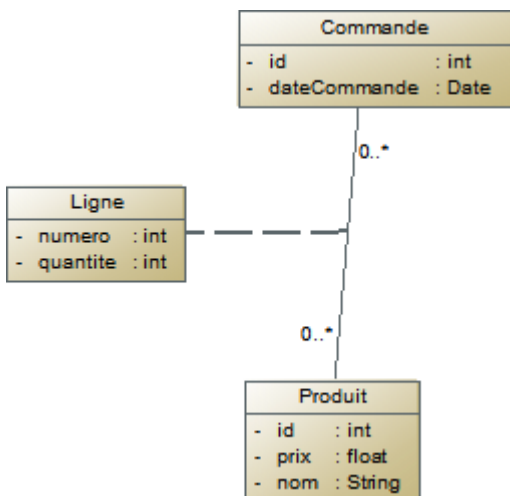 Commande
- id : int
- dateCommande : Date
0..*
Ligne
- numero : int
- quantite : int
0..*
Produit
- id : int
- prix : float
- nom : String